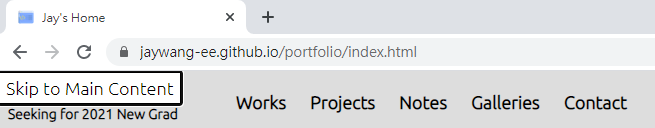 Jay's Home
jaywang-ee.github.io/portfolio/index.html
Skip to Main Content
Seeking for 2021 New Grad
Works Projects Notes Galleries Contact